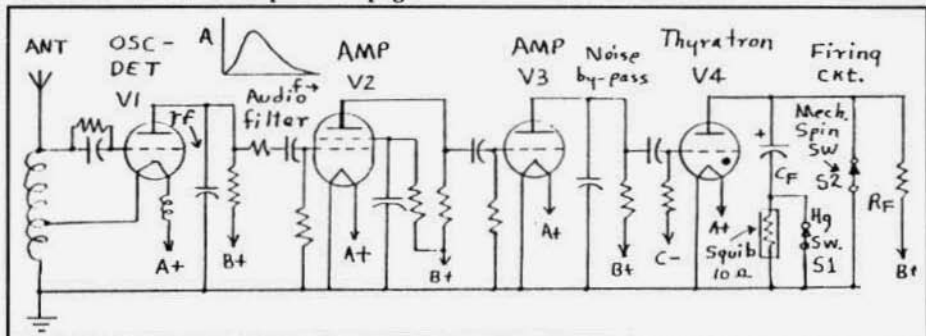 ANT
OSC-
DET
V1
rf
A
f→
Audio
filter
AMP
V2
AMP
V3
Noise
by-pass
Thyratron
V4
Firing
Ckt.
Mech.
Spin
SW
S2
+
CF
RF
Hg
Sw.
S1
Squib
10 Ω
A+
B+
A+
B+
A+
B+
C-
A+
B+